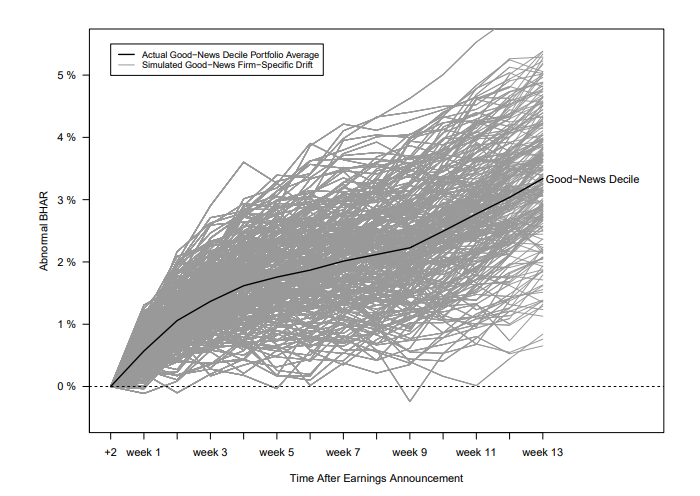 Actual Good−News Decile Portfolio Average
Simulated Good−News Firm−Specific Drift
5 %
4 %
3 %
2 %
1 %
0 %
Abnormal BHAR
Good−News Decile
+2 week 1 week 3 week 5 week 7 week 9 week 11 week 13
Time After Earnings Announcement